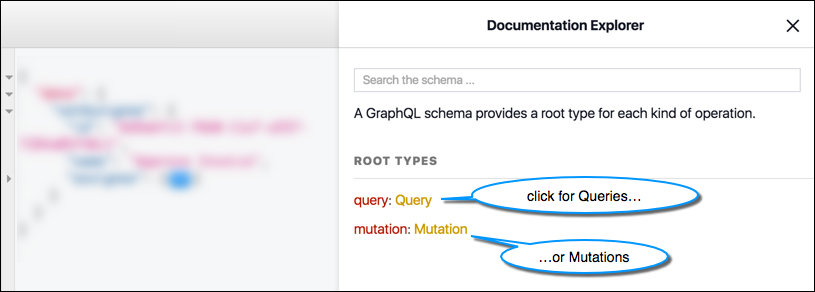 Documentation Explorer
Search the schema ...
A GraphQL schema provides a root type for each kind of operation.
ROOT TYPES
query: Query
click for Queries…
mutation: Mutation
…or Mutations